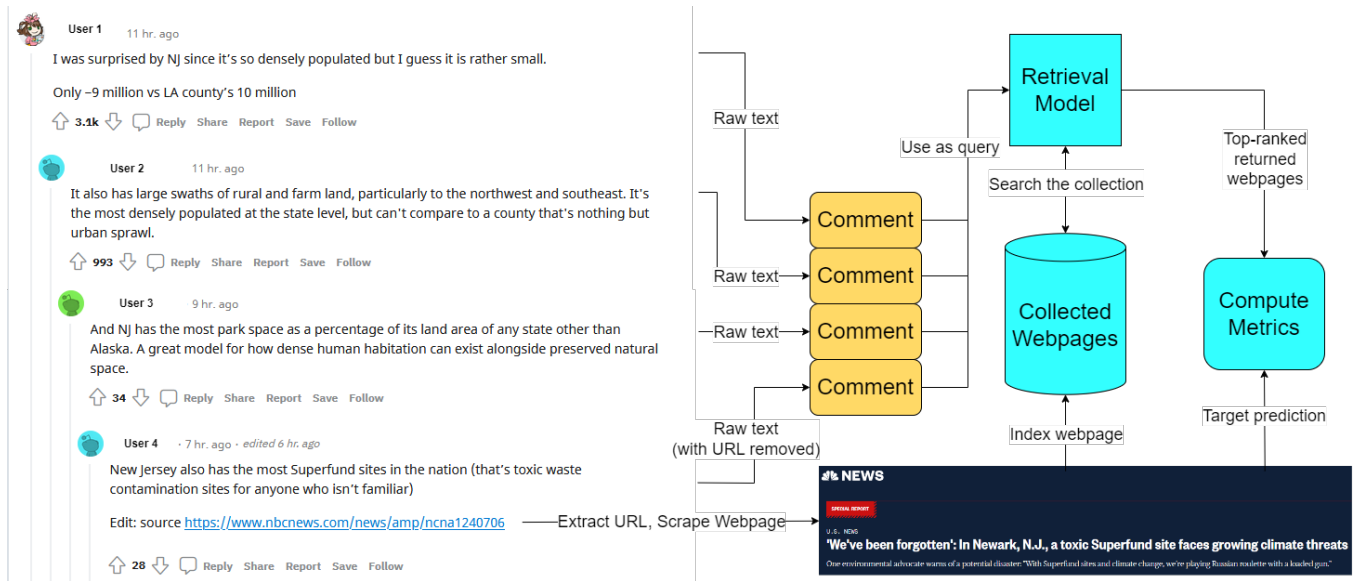 User 1
11 hr. ago
I was surprised by NJ since it's so densely populated but I guess it is rather small.
Only ~9 million vs LA county's 10 million
3.1k Reply Share Report Save Follow
User 2
11 hr. ago
It also has large swaths of rural and farm land, particularly to the northwest and southeast. It's
the most densely populated at the state level, but can't compare to a county that's nothing but
urban sprawl.
993 Reply Share Report Save Follow
User 3
9 hr. ago
And NJ has the most park space as a percentage of its land area of any state other than
Alaska. A great model for how dense human habitation can exist alongside preserved natural
space.
34 Reply Share Report Save Follow
User 4
· 7 hr. ago · edited 6 hr. ago
New Jersey also has the most Superfund sites in the nation (that's toxic waste
contamination sites for anyone who isn't familiar)
Edit: source https://www.nbcnews.com/news/amp/ncna1240706
28 Reply Share Report Save Follow
Extract URL, Scrape Webpage
Raw text
Raw text
Raw text
Raw text
(with URL removed)
Comment
Comment
Comment
Comment
Use as query
Retrieval
Model
Search the collection
Collected
Webpages
Index webpage
Top-ranked
returned
webpages
Compute
Metrics
Target prediction
NEWS
SPECIAL REPORT
U.S. NEWS
'We've been forgotten': In Newark, N.J., a toxic Superfund site faces growing climate threats
One environmental advocate warns of a potential disaster: "With Superfund sites and climate change, we're playing Russian roulette with a loaded gun."